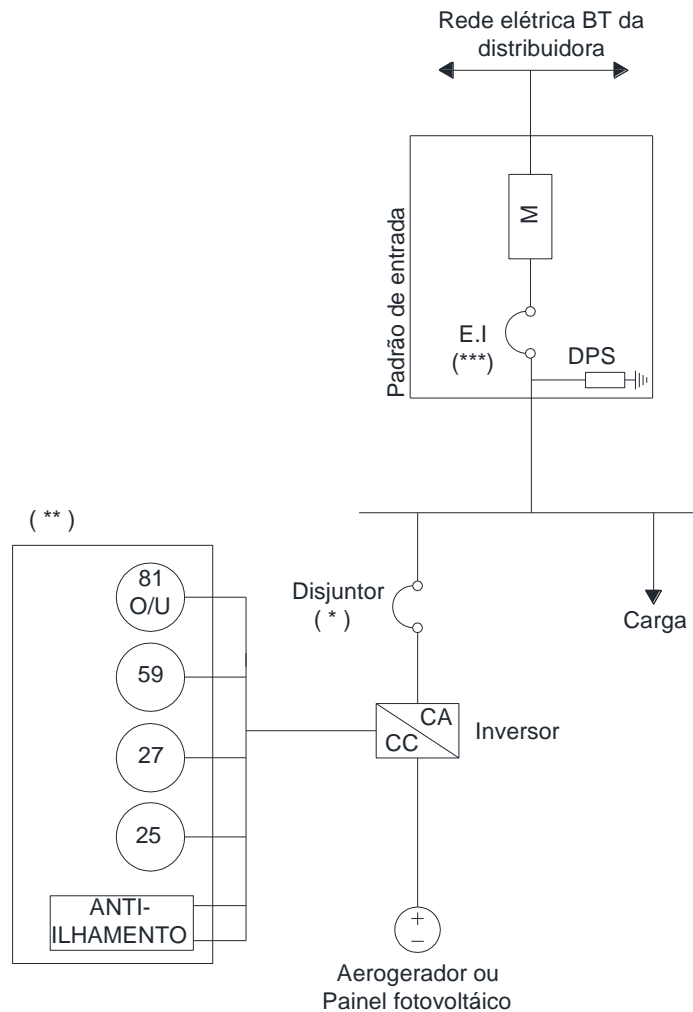 Rede elétrica BT da
distribuidora
Padrão de entrada
M
E.I
(***)
DPS
( ** )
81
O/U
59
27
25
ANTI-
ILHAMENTO
Disjuntor
( * )
Carga
CA
CC
Inversor
+
−
Aerogerador ou
Painel fotovoltáico